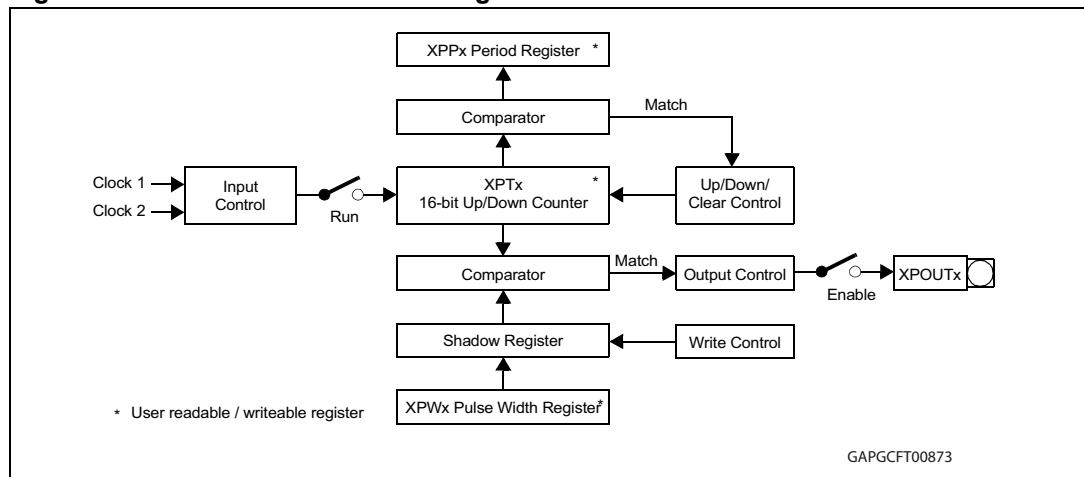 XPPx Period Register *
Comparator
Match
Clock 1
Clock 2
Input
Control
Run
XPTx *
16-bit Up/Down Counter
Up/Down/
Clear Control
Comparator
Match
Output Control
Enable
XPOUTx
Shadow Register
Write Control
XPWx Pulse Width Register*
* User readable / writeable register
GAPGCFT00873